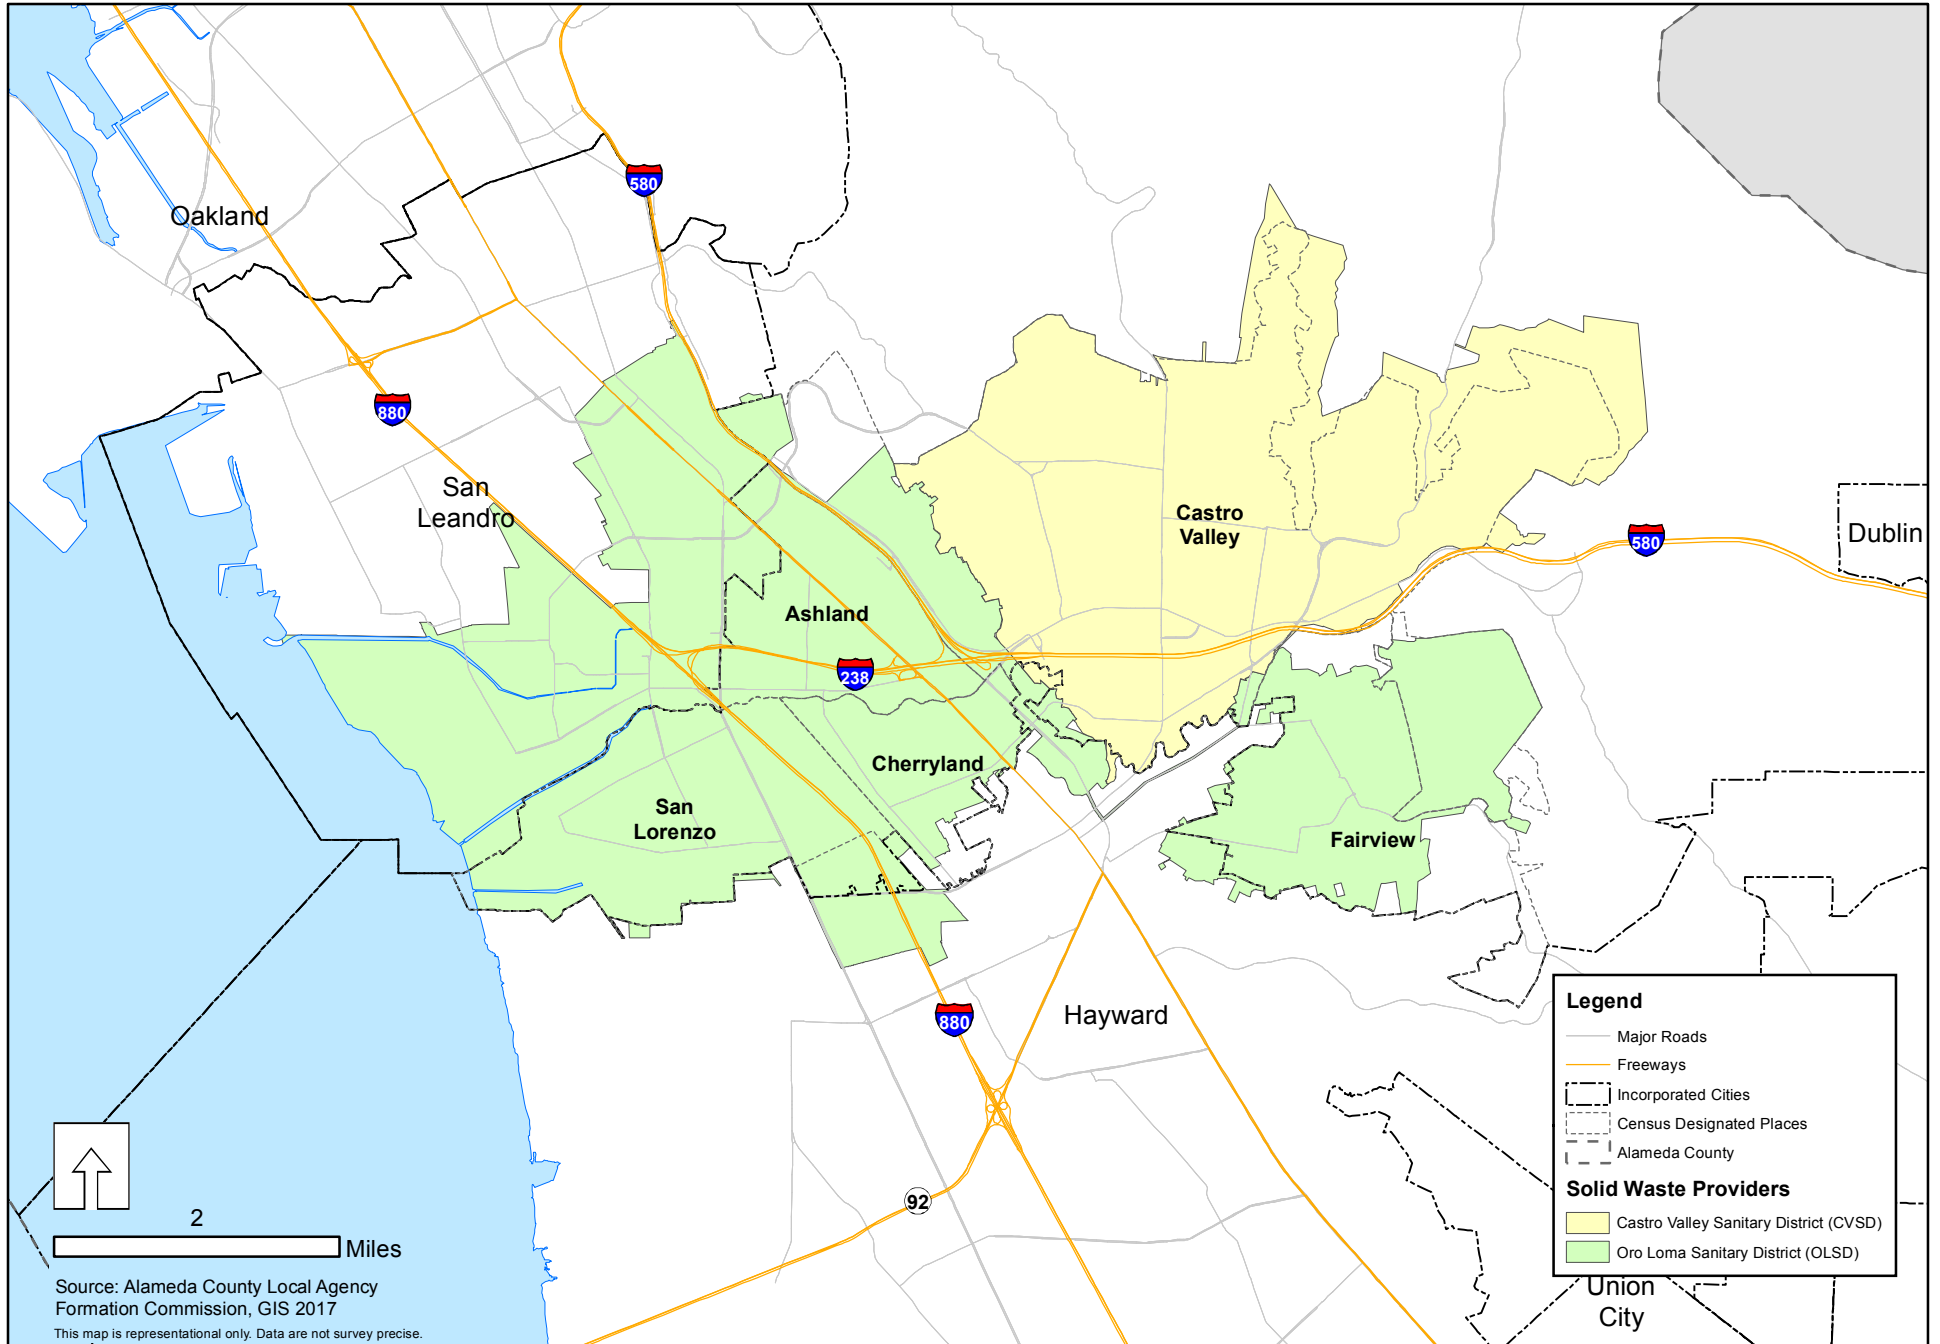 580
Oakland
880
San
Leandro
Castro
Valley
580
Dublin
Ashland
238
Cherryland
San
Lorenzo
Fairview
880
Hayward
92
Legend
Major Roads
Freeways
Incorporated Cities
Census Designated Places
Alameda County
Solid Waste Providers
Castro Valley Sanitary District (CVSD)
Oro Loma Sanitary District (OLSD)
Union
City
2
Miles
Source: Alameda County Local Agency
Formation Commission, GIS 2017
This map is representational only. Data are not survey precise.